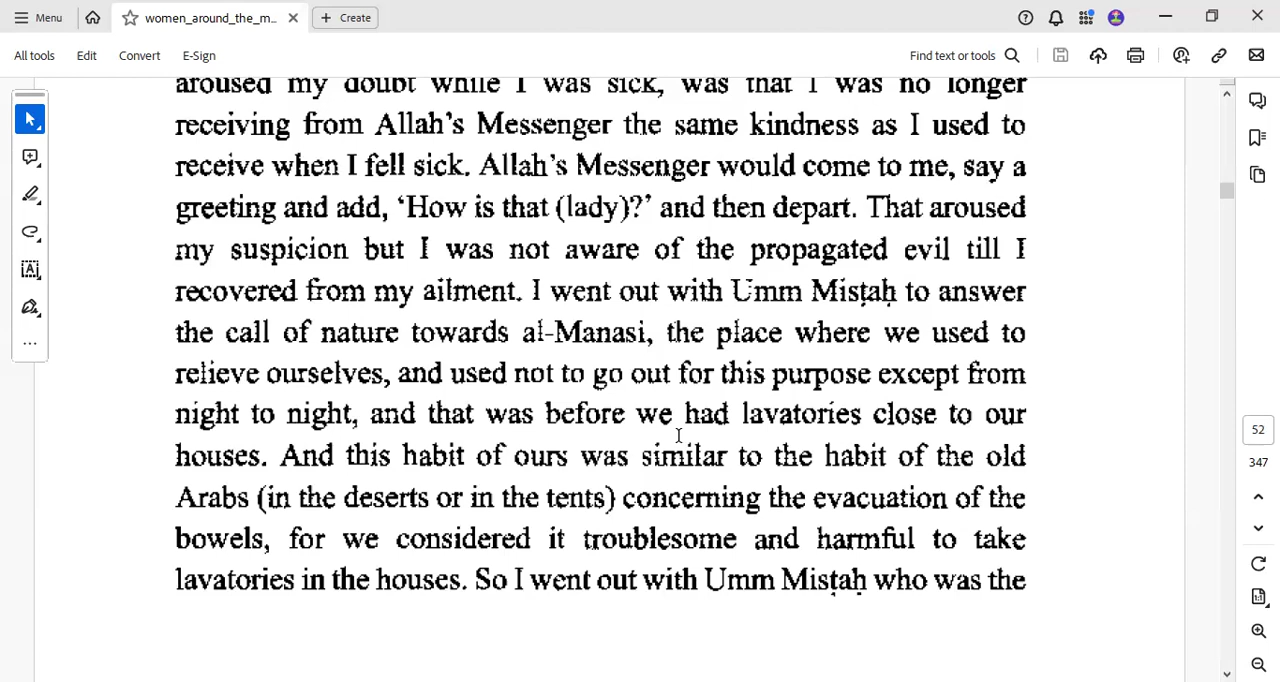 Menu
women_around_the_m...
Create
All tools
Edit
Convert
E-Sign
Find text or tools
aroused my doubt while I was sick, was that I was no longer
receiving from Allah's Messenger the same kindness as I used to
receive when I fell sick. Allah's Messenger would come to me, say a
greeting and add, 'How is that (lady)?' and then depart. That aroused
my suspicion but I was not aware of the propagated evil till I
recovered from my ailment. I went out with Umm Misṭaḥ to answer
the call of nature towards al-Manasi, the place where we used to
relieve ourselves, and used not to go out for this purpose except from
night to night, and that was before we had lavatories close to our
houses. And this habit of ours was similar to the habit of the old
Arabs (in the deserts or in the tents) concerning the evacuation of the
bowels, for we considered it troublesome and harmful to take
lavatories in the houses. So I went out with Umm Misṭaḥ who was the
52
347